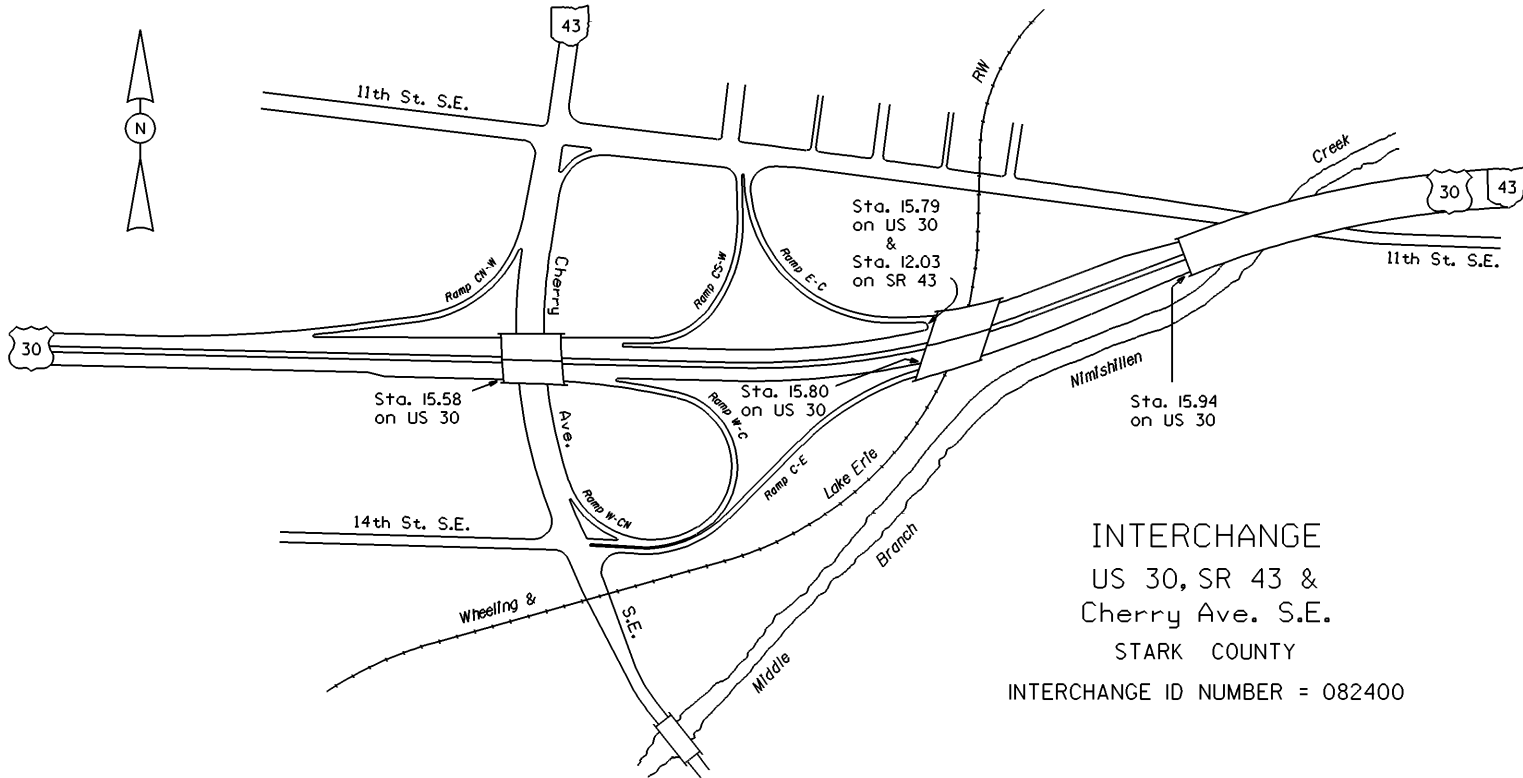 43
RW
11th St. S.E.
N
Creek
30
43
Sta. 15.79
on US 30
&
Sta. 12.03
on SR 43
11th St. S.E.
Ramp CN-W
Cherry
Ramp CS-W
Ramp E-C
30
Nimishillen
Sta. 15.58
on US 30
Sta. 15.80
on US 30
Sta. 15.94
on US 30
Ave.
Ramp W-C
Ramp C-E
Lake Erie
Ramp W-CN
14th St. S.E.
Branch
Wheeling &
S.E.
Middle
INTERCHANGE
US 30, SR 43 &
Cherry Ave. S.E.
STARK COUNTY
INTERCHANGE ID NUMBER = 082400